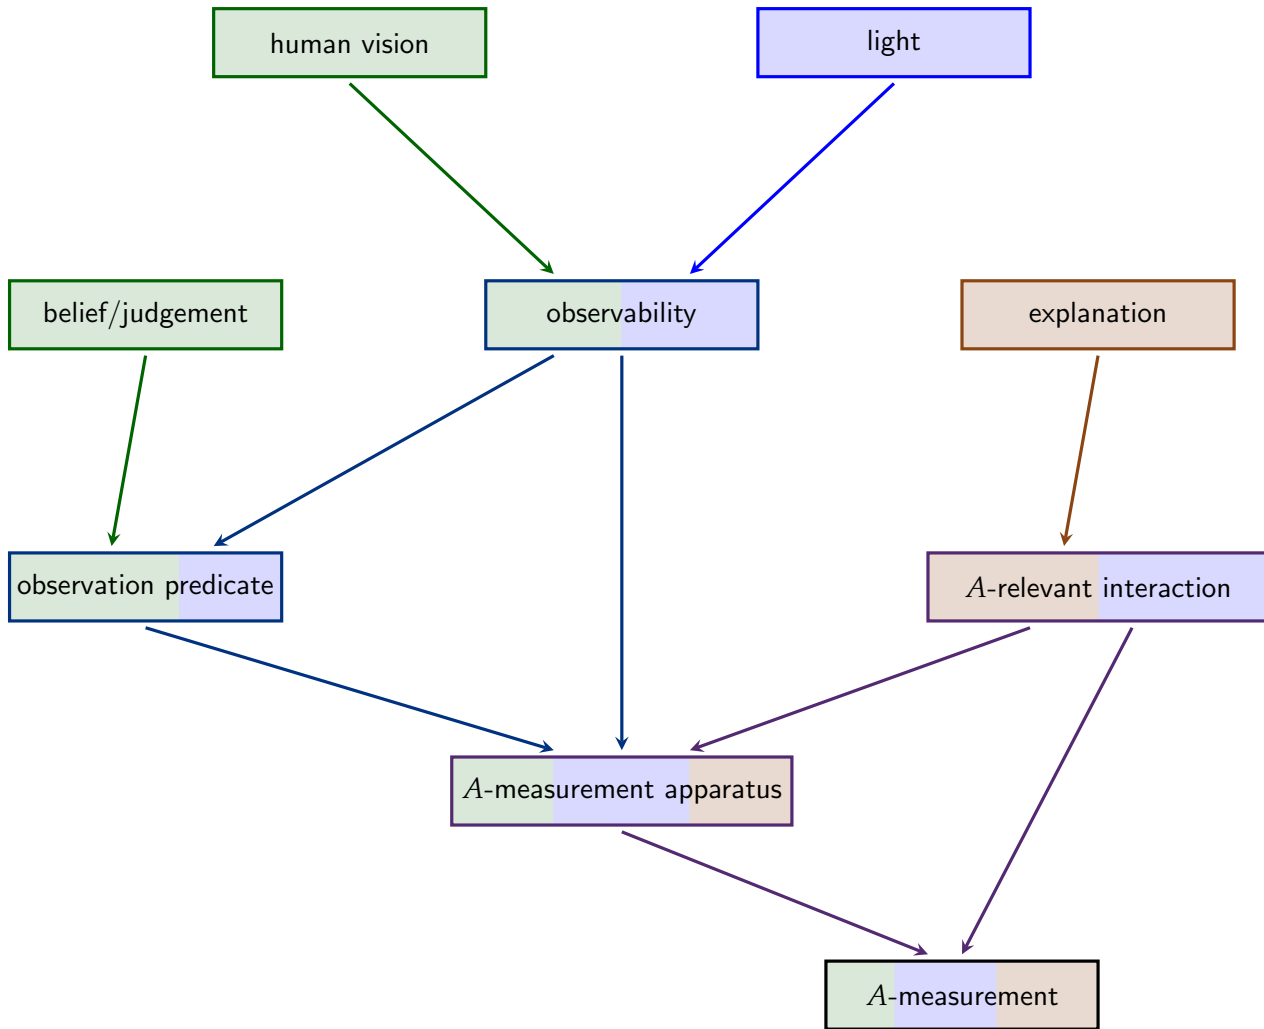 human vision
light
belief/judgement
observability
explanation
observation predicate
A-relevant interaction
A-measurement apparatus
A-measurement